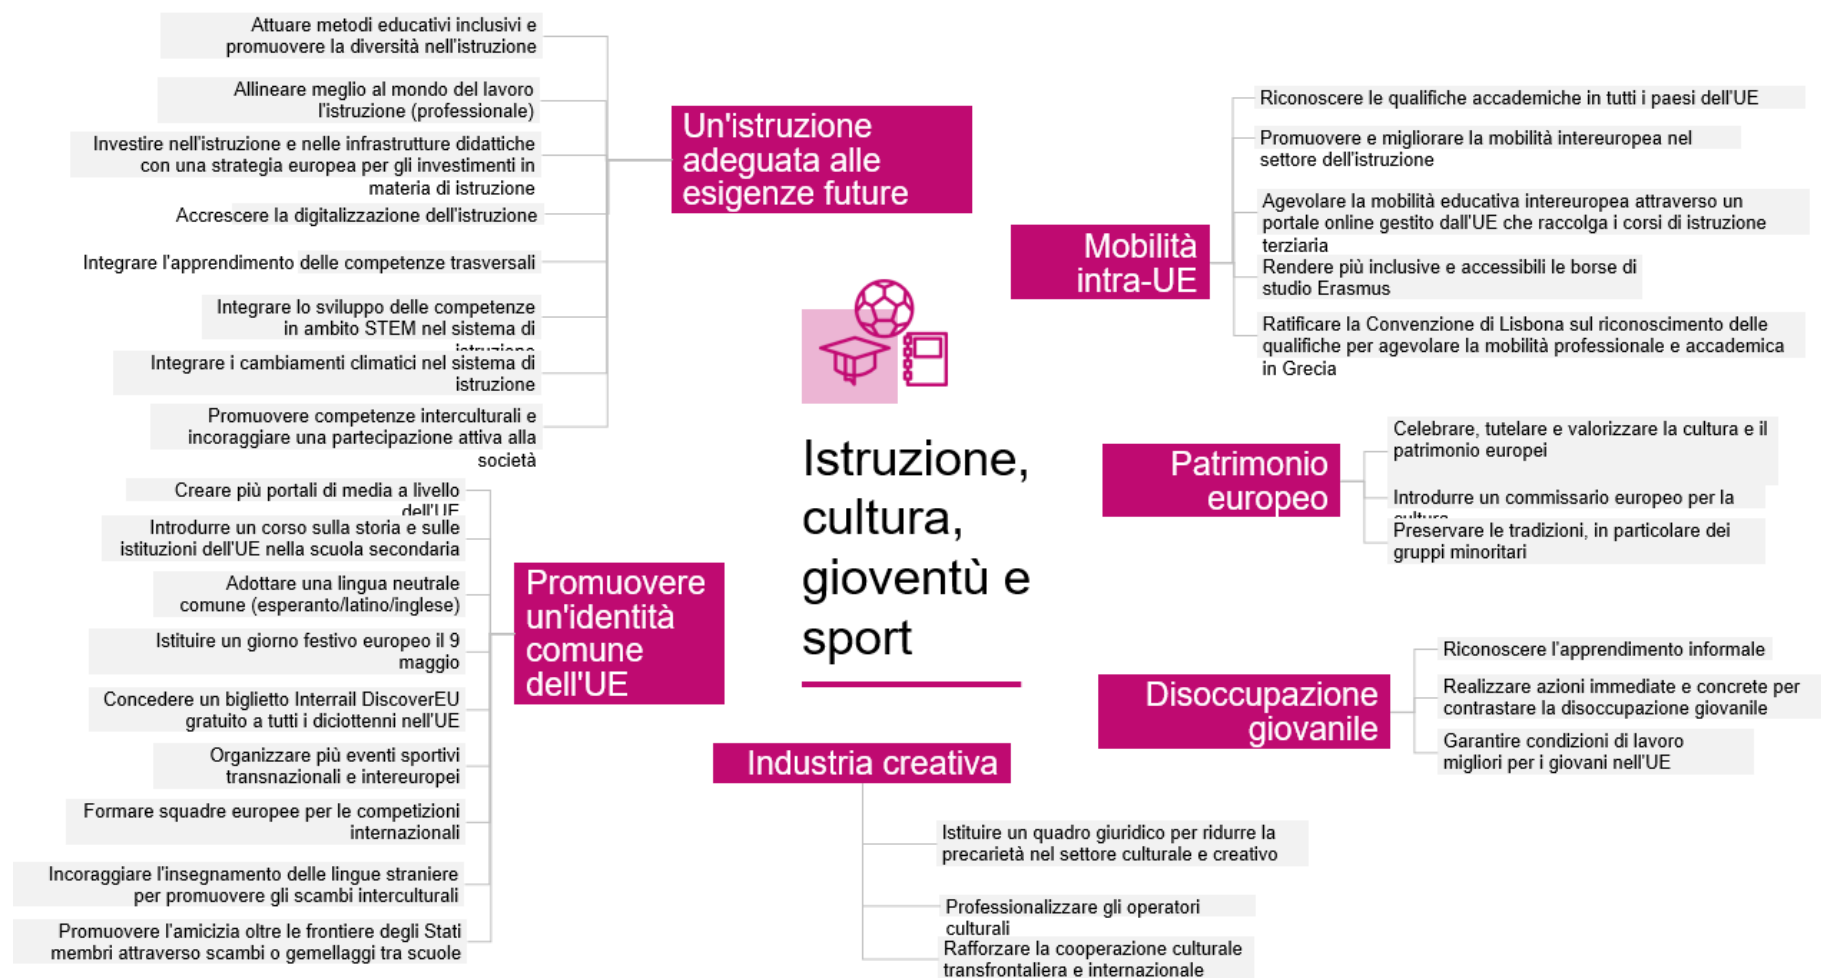 Attuare metodi educativi inclusivi e
promuovere la diversità nell'istruzione
Allineare meglio al mondo del lavoro
l'istruzione (professionale)
Investire nell'istruzione e nelle infrastrutture didattiche
con una strategia europea per gli investimenti in
materia di istruzione
Accrescere la digitalizzazione dell'istruzione
Integrare l'apprendimento delle competenze trasversali
Integrare lo sviluppo delle competenze
in ambito STEM nel sistema di
istruzione
Integrare i cambiamenti climatici nel sistema di
istruzione
Promuovere competenze interculturali e
incoraggiare una partecipazione attiva alla
società
Un'istruzione
adeguata alle
esigenze future
Creare più portali di media a livello
dell'UE
Introdurre un corso sulla storia e sulle
istituzioni dell'UE nella scuola secondaria
Adottare una lingua neutrale
comune (esperanto/latino/inglese)
Istituire un giorno festivo europeo il 9
maggio
Concedere un biglietto Interrail DiscoverEU
gratuito a tutti i diciottenni nell'UE
Organizzare più eventi sportivi
transnazionali e intereuropei
Formare squadre europee per le competizioni
internazionali
Incoraggiare l'insegnamento delle lingue straniere
per promuovere gli scambi interculturali
Promuovere l'amicizia oltre le frontiere degli Stati
membri attraverso scambi o gemellaggi tra scuole
Promuovere
un'identità
comune
dell'UE
Istruzione,
cultura,
gioventù e
sport
Industria creativa
Istituire un quadro giuridico per ridurre la
precarietà nel settore culturale e creativo
Professionalizzare gli operatori
culturali
Rafforzare la cooperazione culturale
transfrontaliera e internazionale
Mobilità
intra-UE
Riconoscere le qualifiche accademiche in tutti i paesi dell'UE
Promuovere e migliorare la mobilità intereuropea nel
settore dell'istruzione
Agevolare la mobilità educativa intereuropea attraverso un
portale online gestito dall'UE che raccolga i corsi di istruzione
terziaria
Rendere più inclusive e accessibili le borse di
studio Erasmus
Ratificare la Convenzione di Lisbona sul riconoscimento delle
qualifiche per agevolare la mobilità professionale e accademica
in Grecia
Patrimonio
europeo
Celebrare, tutelare e valorizzare la cultura e il
patrimonio europei
Introdurre un commissario europeo per la
cultura
Preservare le tradizioni, in particolare dei
gruppi minoritari
Disoccupazione
giovanile
Riconoscere l'apprendimento informale
Realizzare azioni immediate e concrete per
contrastare la disoccupazione giovanile
Garantire condizioni di lavoro
migliori per i giovani nell'UE